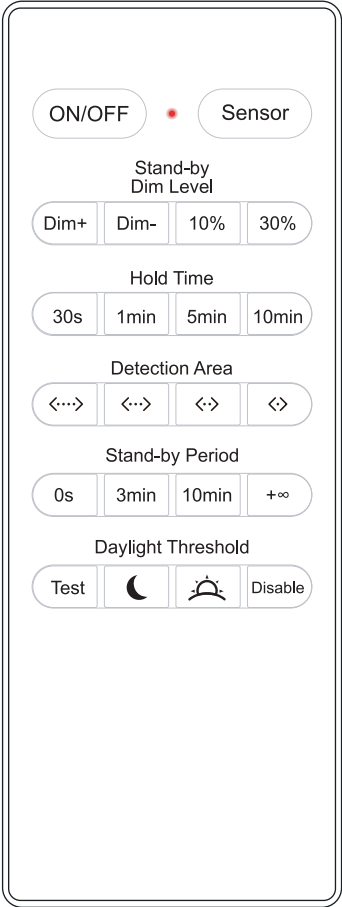 ON/OFF Sensor
Stand-by
Dim Level
Dim+ Dim- 10% 30%
Hold Time
30s 1min 5min 10min
Detection Area
Stand-by Period
0s 3min 10min +∞
Daylight Threshold
Test Disable